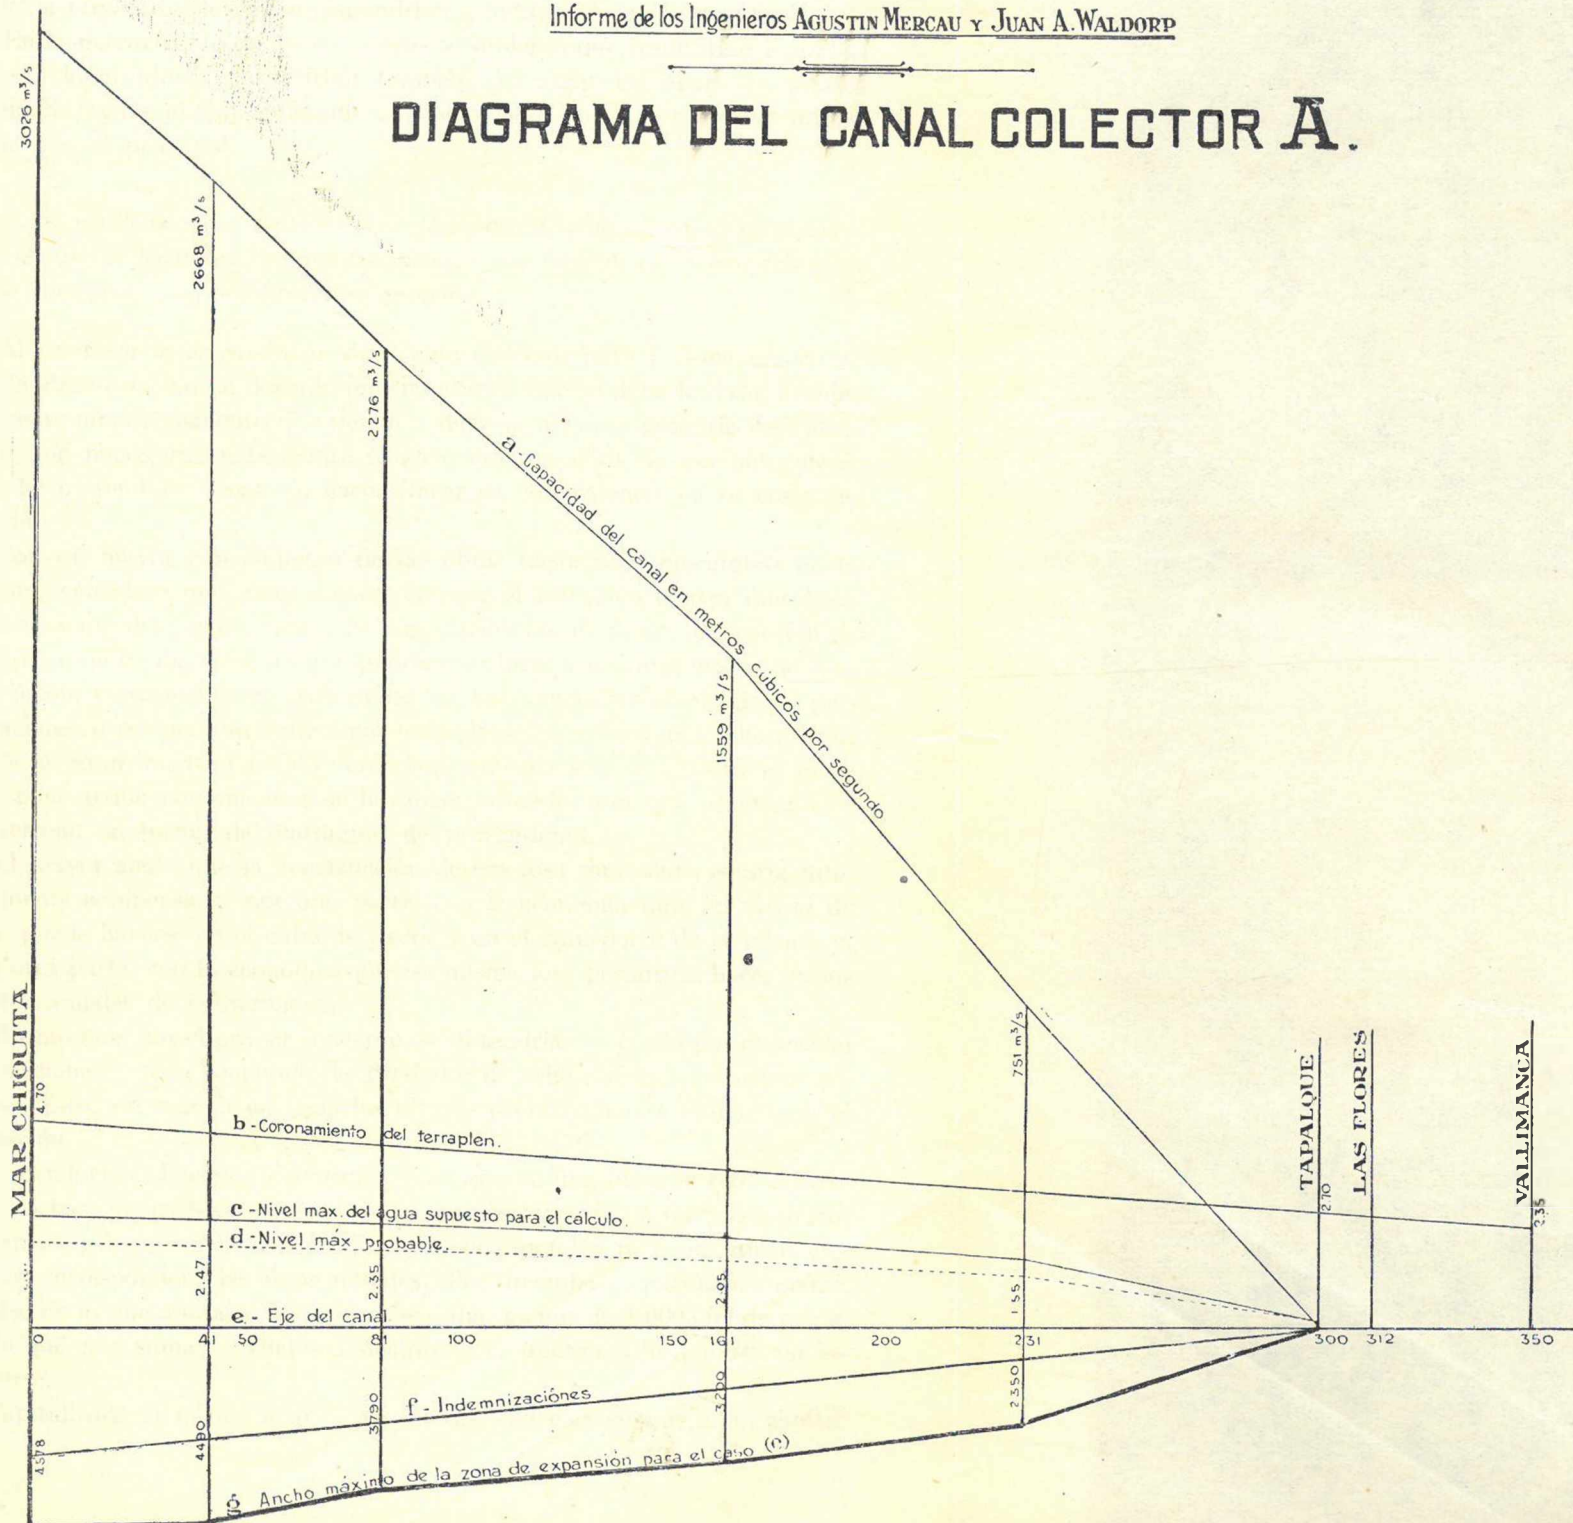 Informe de los Ingenieros AGUSTIN MERCAU Y JUAN A. WALDORP
DIAGRAMA DEL CANAL COLECTOR A.
3026 m³/s
2668 m³/s
2276 m³/s
a - Capacidad del canal en metros cúbicos por segundo
1559 m³/s
751 m³/s
MAR CHIQUITA
4.70
TAPALQUE
2.70
LAS FLORES
VALLIMANCA
2.35
b - Coronamiento del terraplen.
c - Nivel max. del agua supuesto para el cálculo.
d - Nivel máx probable.
2.47
2.35
2.05
1 55
e. - Eje del canal
0 41 50 81 100 150 161 200 231 300 312 350
f - Indemnizaciónes
4578
4490
3790
3200
2350
g Ancho máximo de la zona de expansión para el caso (c)